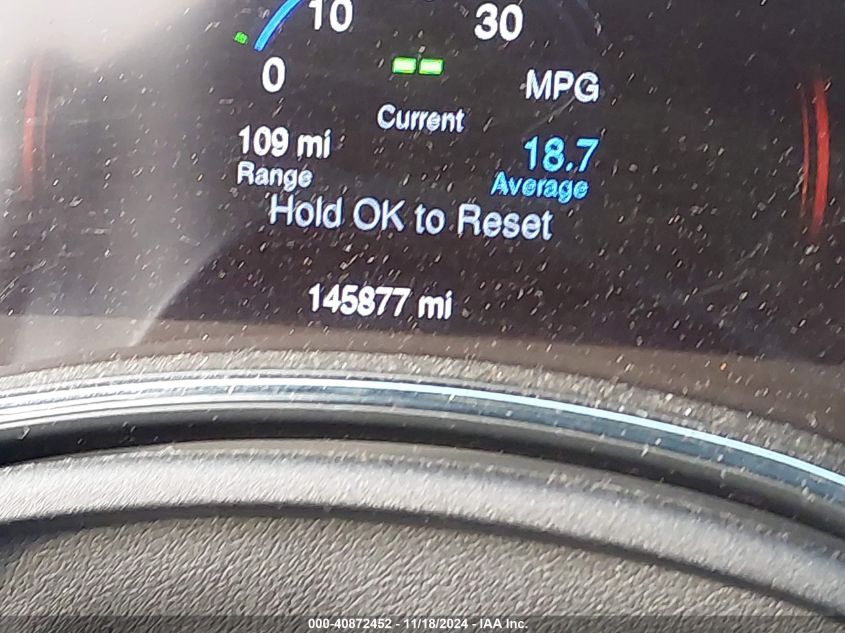 10 30
0 MPG
Current
109 mi 18.7
Range Average
Hold OK to Reset
145877 mi
000-40872452 - 11/18/2024 - IAA Inc.